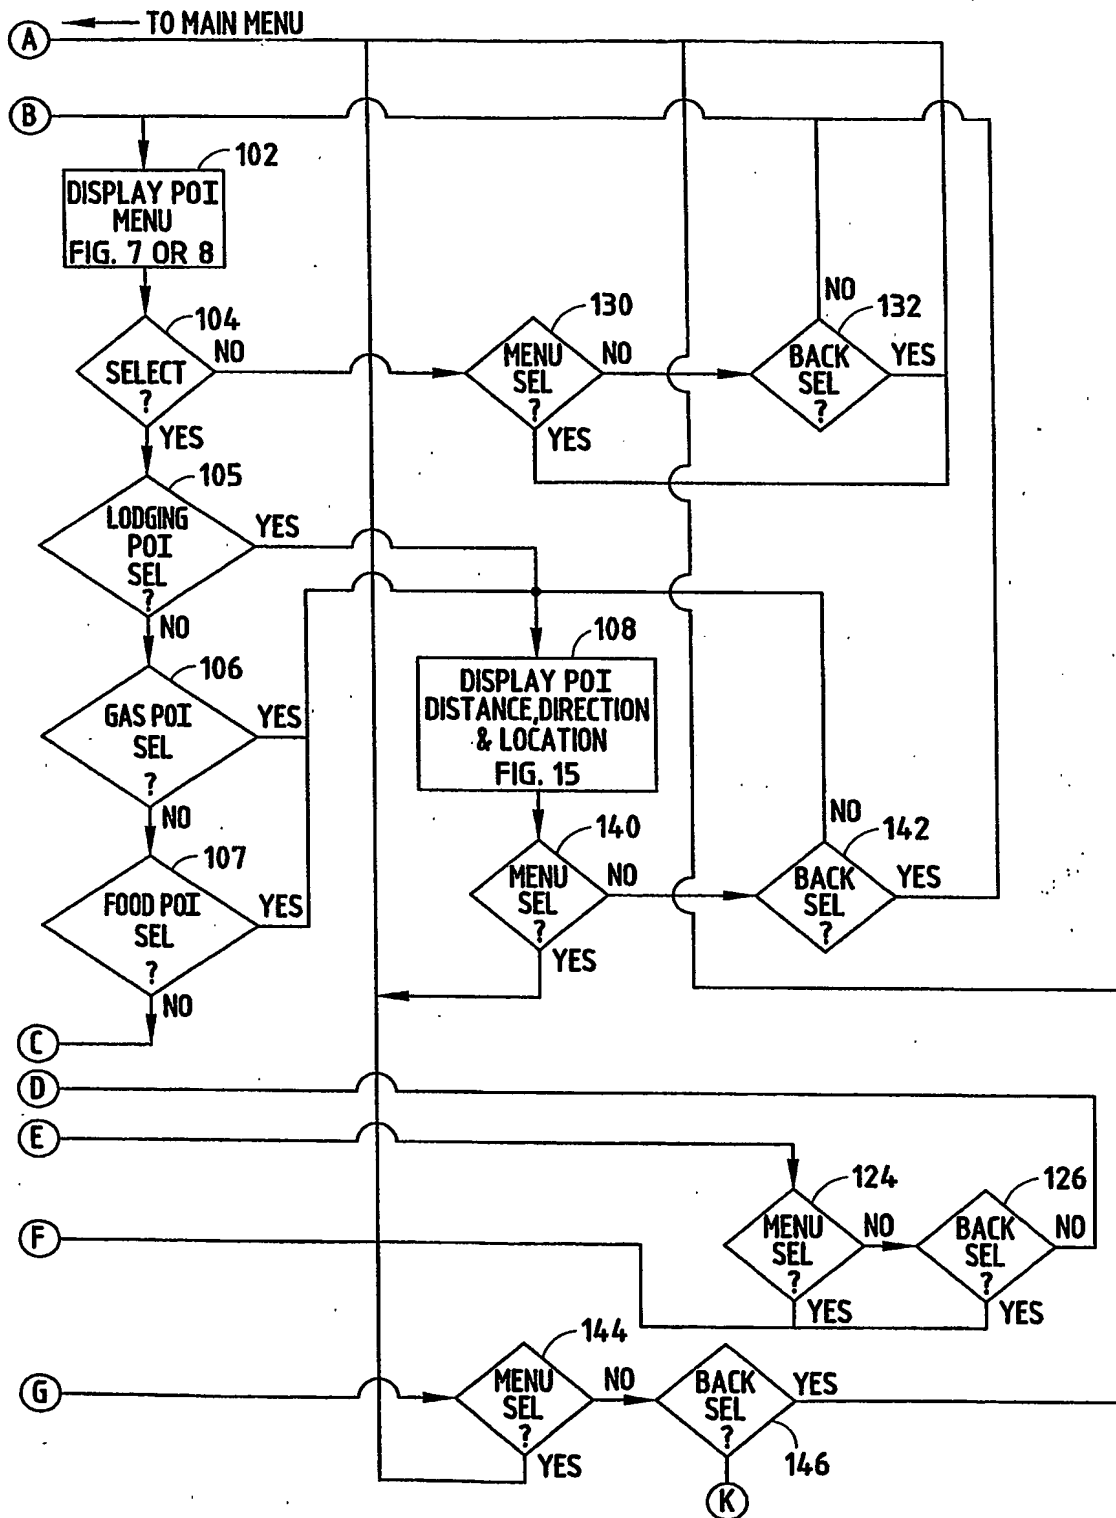 A
TO MAIN MENU
B
102
DISPLAY POI
MENU
FIG. 7 OR 8
104
SELECT
?
NO
YES
130
MENU
SEL
?
NO
YES
132
BACK
SEL
?
NO
YES
105
LODGING
POI
SEL
?
YES
NO
106
GAS POI
SEL
?
YES
NO
107
FOOD POI
SEL
?
YES
NO
108
DISPLAY POI
DISTANCE,DIRECTION
& LOCATION
FIG. 15
140
MENU
SEL
?
NO
YES
142
BACK
SEL
?
NO
YES
C
D
E
124
MENU
SEL
?
NO
YES
126
BACK
SEL
?
NO
YES
F
144
MENU
SEL
?
NO
YES
G
BACK
SEL
?
YES
146
K